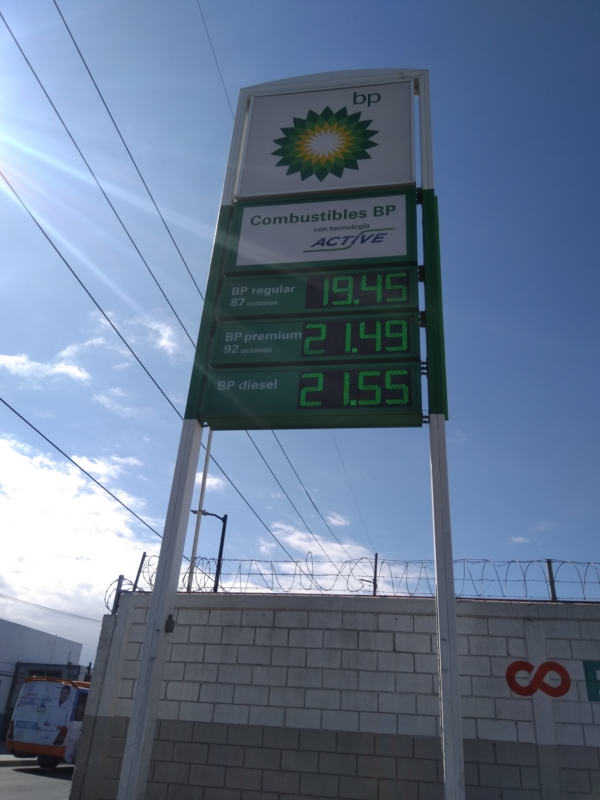 bp
Combustibles BP
con tecnología
ACTIVE
BP regular 19.45
87 octanos
BP premium 21.49
92 octanos
BP diesel 21.55